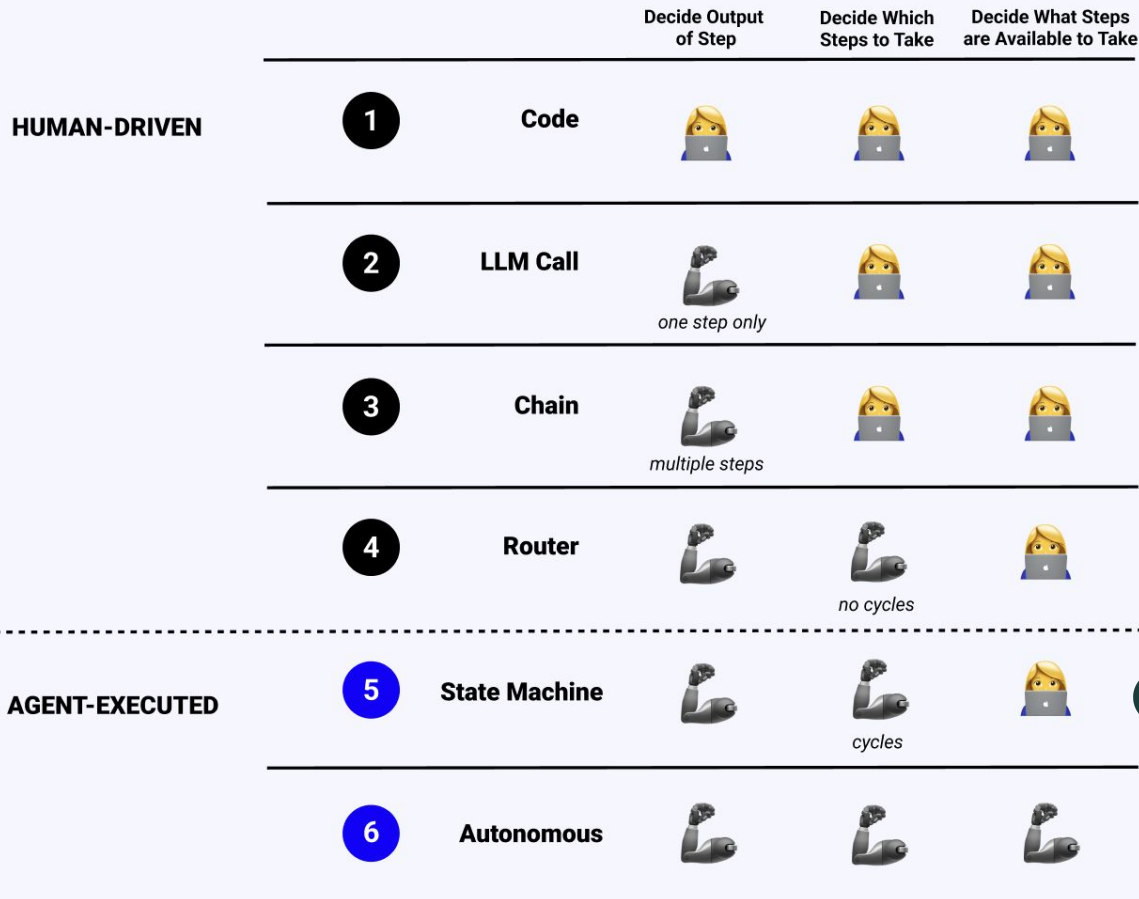 Decide Output
of Step
Decide Which
Steps to Take
Decide What Steps
are Available to Take
HUMAN-DRIVEN
1
Code
2
LLM Call
one step only
3
Chain
multiple steps
4
Router
no cycles
AGENT-EXECUTED
5
State Machine
cycles
6
Autonomous